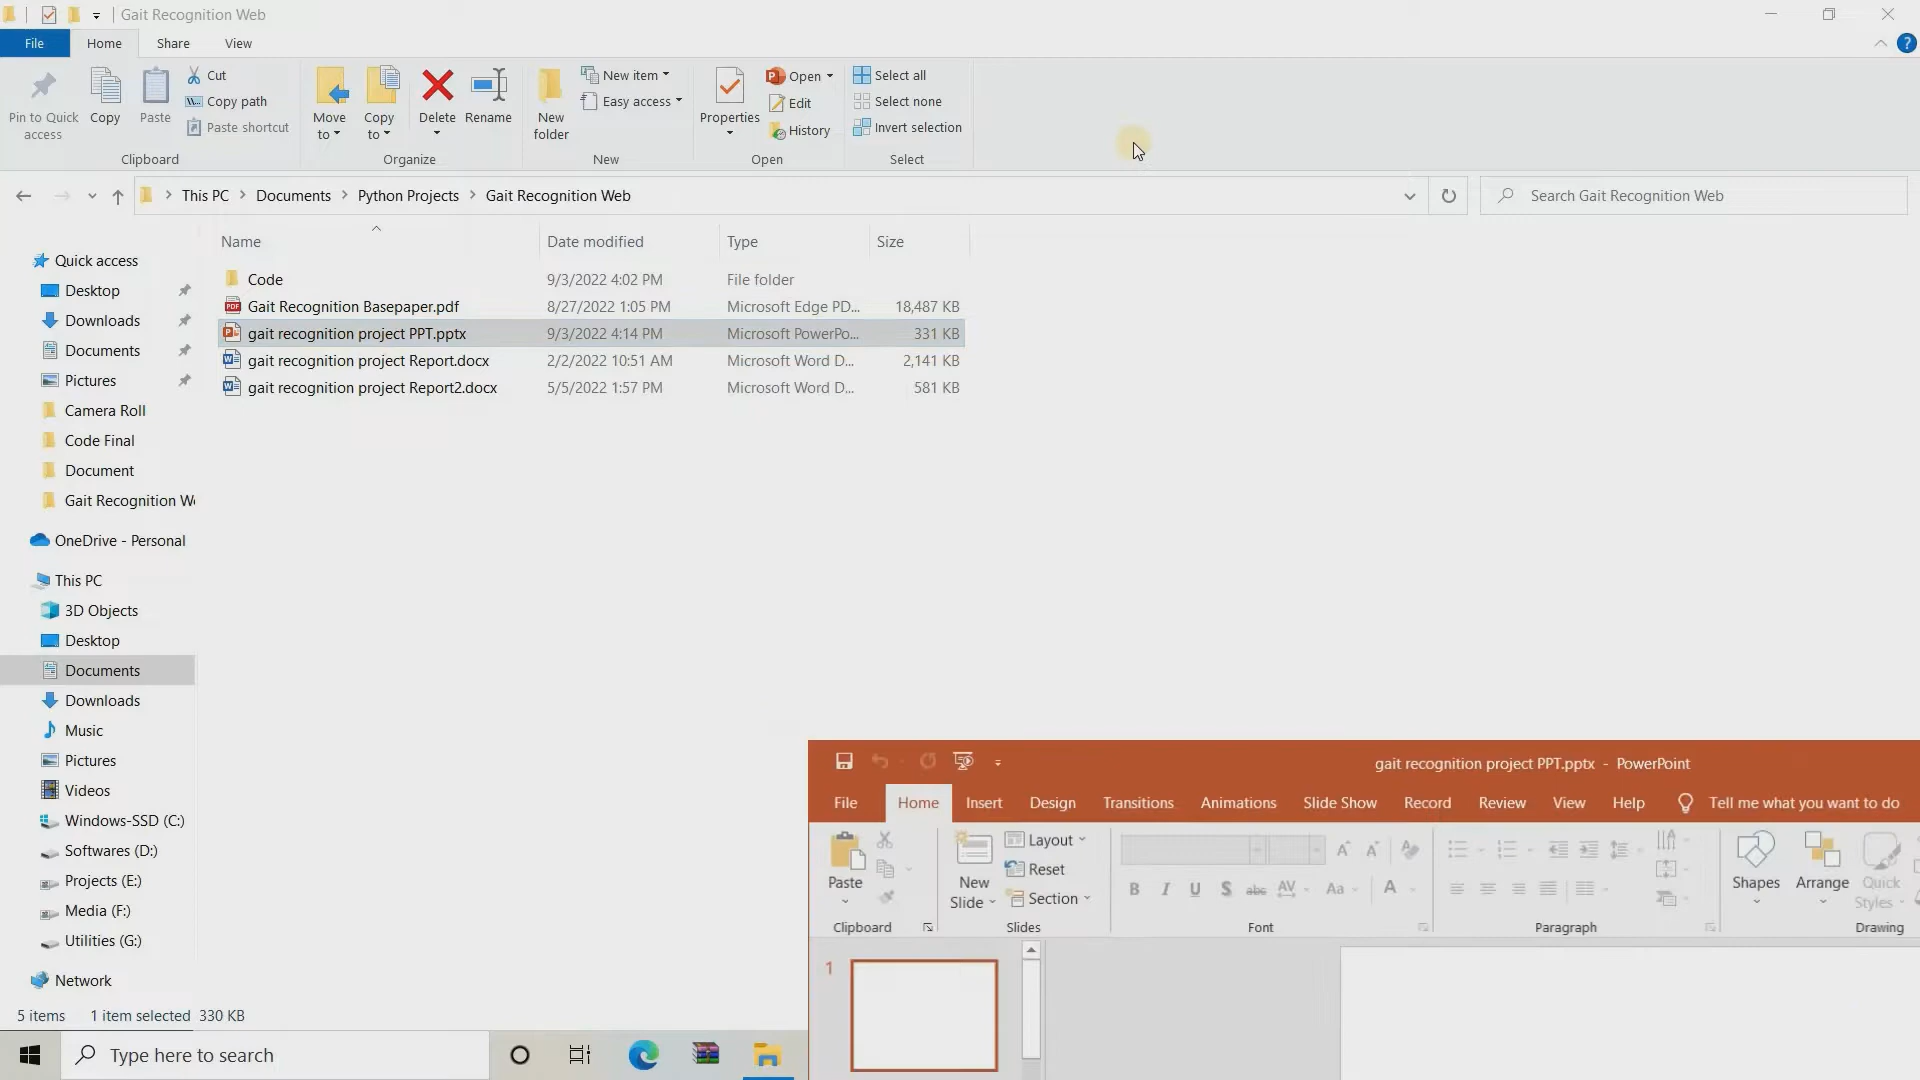 Gait Recognition Web
File Home Share View
Pin to Quick access
Copy
Paste
Cut
Copy path
Paste shortcut
Clipboard
Move to
Copy to
Delete
Rename
Organize
New folder
New item
Easy access
New
Properties
Open
Edit
History
Open
Select all
Select none
Invert selection
Select
This PC > Documents > Python Projects > Gait Recognition Web
Search Gait Recognition Web
Name Date modified Type Size
Code 9/3/2022 4:02 PM File folder
Gait Recognition Basepaper.pdf 8/27/2022 1:05 PM Microsoft Edge PD... 18,487 KB
gait recognition project PPT.pptx 9/3/2022 4:14 PM Microsoft PowerPo... 331 KB
gait recognition project Report.docx 2/2/2022 10:51 AM Microsoft Word D... 2,141 KB
gait recognition project Report2.docx 5/5/2022 1:57 PM Microsoft Word D... 581 KB
Quick access
Desktop
Downloads
Documents
Pictures
Camera Roll
Code Final
Document
Gait Recognition W
OneDrive - Personal
This PC
3D Objects
Desktop
Documents
Downloads
Music
Pictures
Videos
Windows-SSD (C:)
Softwares (D:)
Projects (E:)
Media (F:)
Utilities (G:)
Network
5 items 1 item selected 330 KB
Type here to search
gait recognition project PPT.pptx - PowerPoint
File Home Insert Design Transitions Animations Slide Show Record Review View Help Tell me what you want to do
Paste
Clipboard
New Slide
Layout
Reset
Section
Slides
B I U S abc AV Aa A
Font
Paragraph
Shapes
Arrange
Quick Styles
Drawing
1